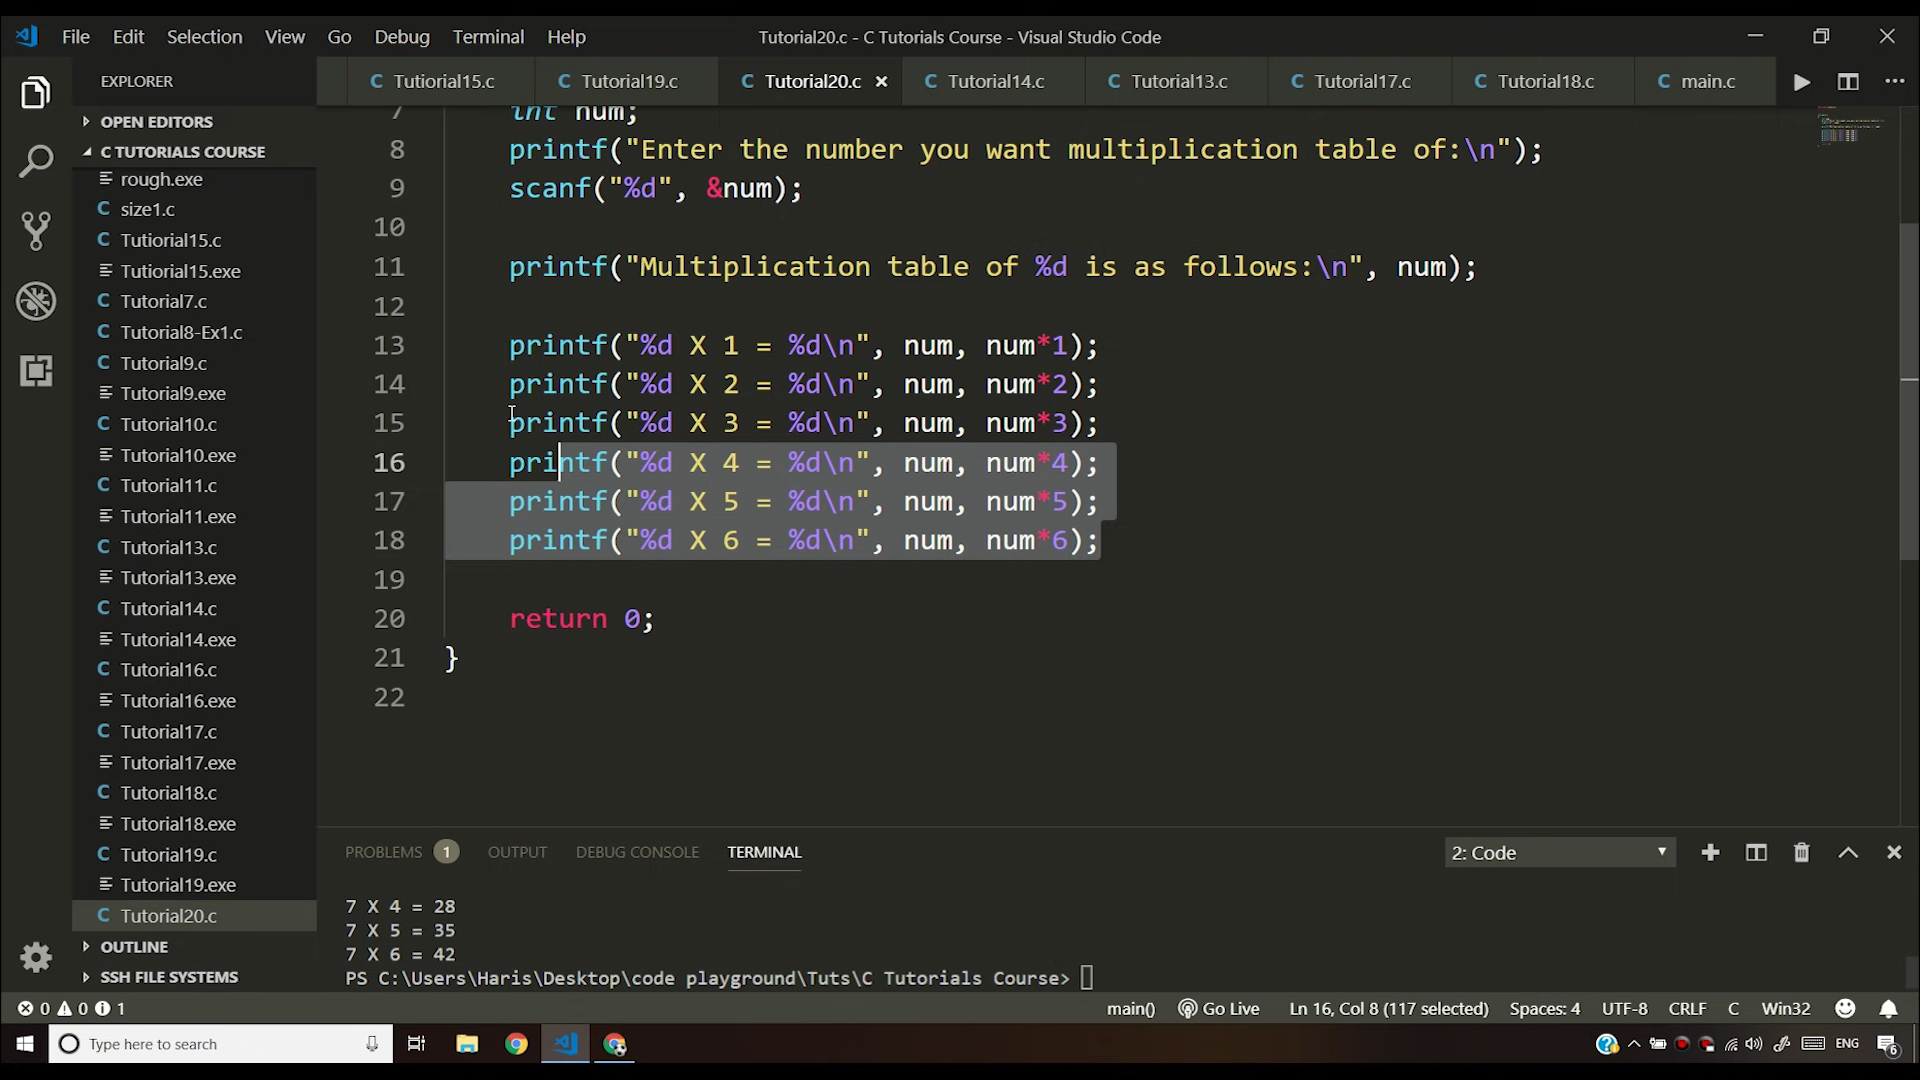 File Edit Selection View Go Debug Terminal Help
Tutorial20.c - C Tutorials Course - Visual Studio Code
EXPLORER
Tutiorial15.c Tutorial19.c Tutorial20.c Tutorial14.c Tutorial13.c Tutorial17.c Tutorial18.c main.c
OPEN EDITORS
C TUTORIALS COURSE
rough.exe
size1.c
Tutiorial15.c
Tutiorial15.exe
Tutorial7.c
Tutorial8-Ex1.c
Tutorial9.c
Tutorial9.exe
Tutorial10.c
Tutorial10.exe
Tutorial11.c
Tutorial11.exe
Tutorial13.c
Tutorial13.exe
Tutorial14.c
Tutorial14.exe
Tutorial16.c
Tutorial16.exe
Tutorial17.c
Tutorial17.exe
Tutorial18.c
Tutorial18.exe
Tutorial19.c
Tutorial19.exe
Tutorial20.c
OUTLINE
SSH FILE SYSTEMS
7 int num;
8 printf("Enter the number you want multiplication table of:\n");
9 scanf("%d", &num);
10
11 printf("Multiplication table of %d is as follows:\n", num);
12
13 printf("%d X 1 = %d\n", num, num*1);
14 printf("%d X 2 = %d\n", num, num*2);
15 printf("%d X 3 = %d\n", num, num*3);
16 printf("%d X 4 = %d\n", num, num*4);
17 printf("%d X 5 = %d\n", num, num*5);
18 printf("%d X 6 = %d\n", num, num*6);
19
20 return 0;
21 }
22
PROBLEMS 1 OUTPUT DEBUG CONSOLE TERMINAL
2: Code
7 X 4 = 28
7 X 5 = 35
7 X 6 = 42
PS C:\Users\Haris\Desktop\code playground\Tuts\C Tutorials Course>
0 0 1
main() Go Live Ln 16, Col 8 (117 selected) Spaces: 4 UTF-8 CRLF C Win32
Type here to search
ENG
6